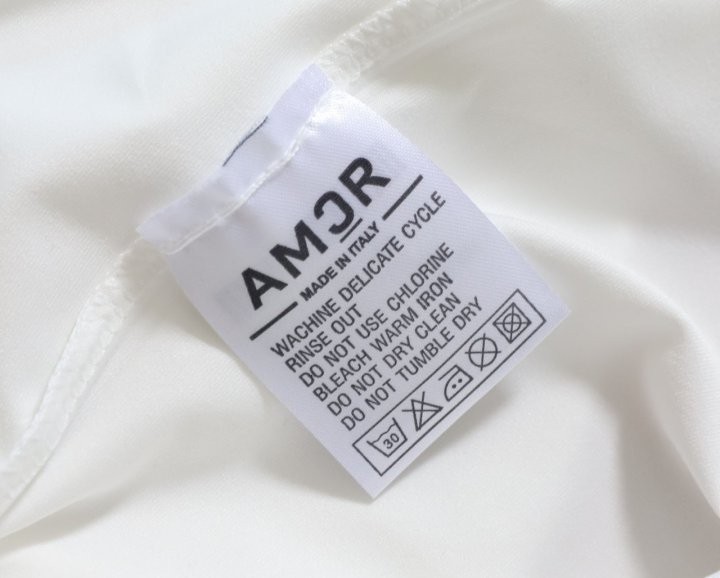 AMƆR
MADE IN ITALY
WACHINE DELICATE CYCLE
RINSE OUT
DO NOT USE CHLORINE
BLEACH WARM IRON
DO NOT DRY CLEAN
DO NOT TUMBLE DRY
30